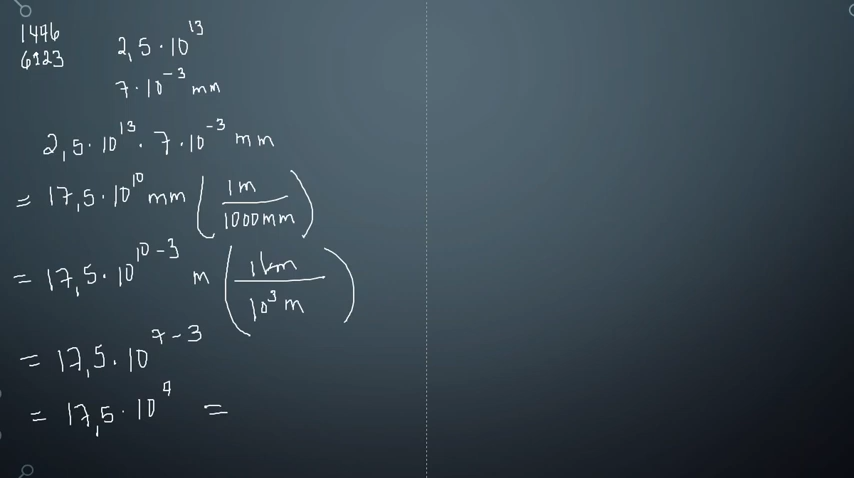 1476
6123
2,5 · 10^13
7 · 10^-3 mm
2,5 · 10^13 · 7 · 10^-3 mm
= 17,5 · 10^10 mm (1m / 1000mm)
= 17,5 · 10^10-3 m (1km / 10^3 m)
= 17,5 · 10^7-3
= 17,5 · 10^4 =